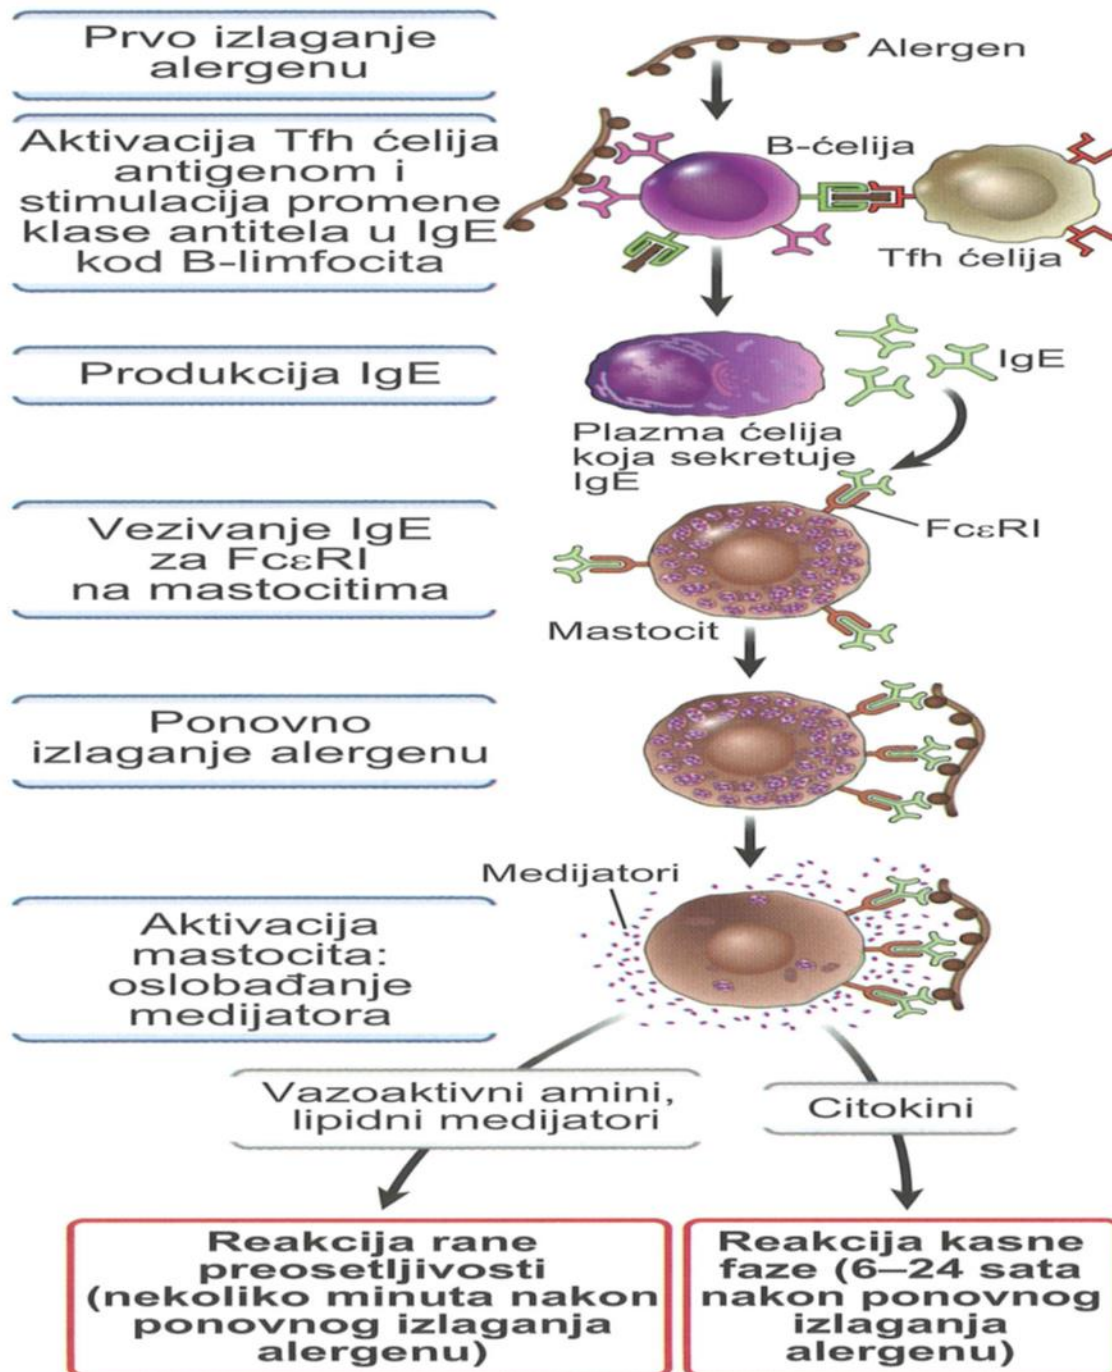 Prvo izlaganje
alergenu
Alergen
Aktivacija Tfh ćelija
antigenom i
stimulacija promene
klase antitela u IgE
kod B-limfocita
B-ćelija
Tfh ćelija
Produkcija IgE
IgE
Plazma ćelija
koja sekretuje
IgE
Vezivanje IgE
za FcεRI
na mastocitima
FcεRI
Mastocit
Ponovno
izlaganje alergenu
Medijatori
Aktivacija
mastocita:
oslobađanje
medijatora
Vazoaktivni amini,
lipidni medijatori
Citokini
Reakcija rane
preosetljivosti
(nekoliko minuta nakon
ponovnog izlaganja
alergenu)
Reakcija kasne
faze (6–24 sata
nakon ponovnog
izlaganja
alergenu)